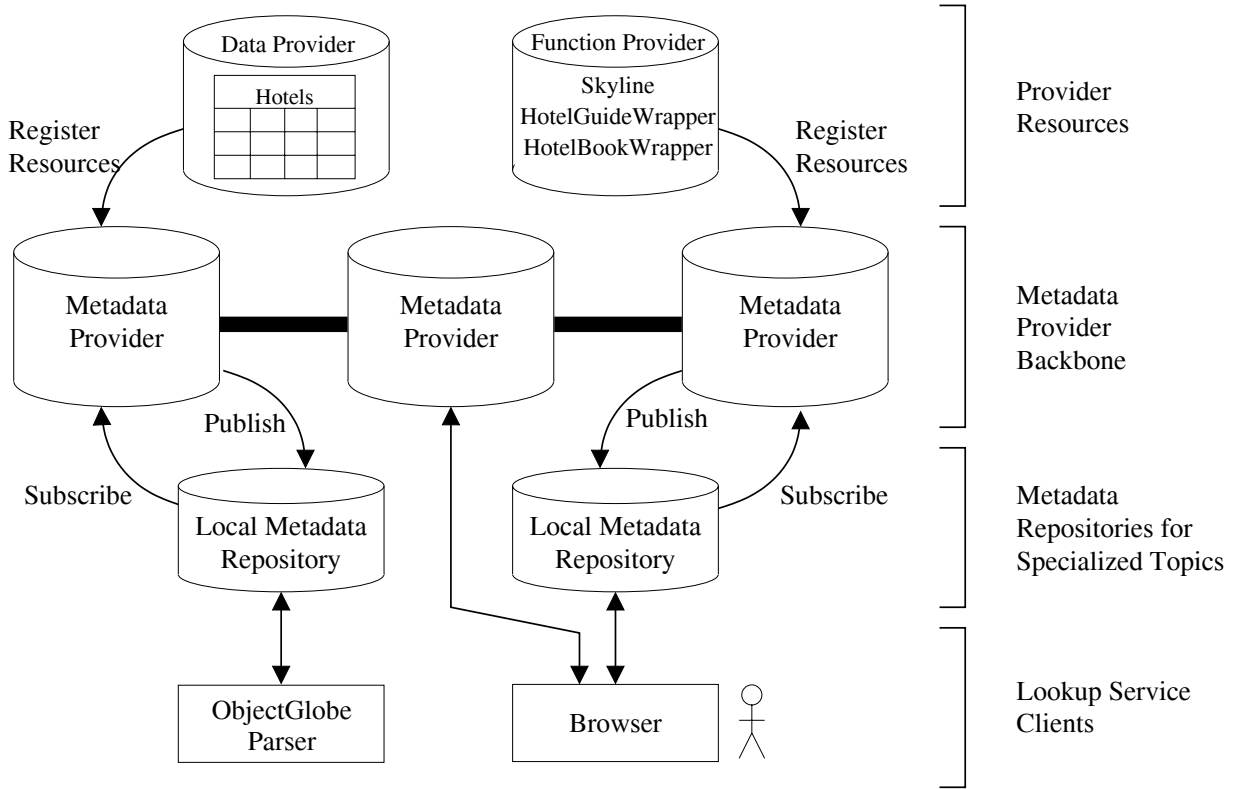 Data Provider
Hotels
Function Provider
Skyline
HotelGuideWrapper
HotelBookWrapper
Register
Resources
Register
Resources
Provider
Resources
Metadata
Provider
Metadata
Provider
Metadata
Provider
Metadata
Provider
Backbone
Publish
Subscribe
Publish
Subscribe
Local Metadata
Repository
Local Metadata
Repository
Metadata
Repositories for
Specialized Topics
ObjectGlobe
Parser
Browser
Lookup Service
Clients